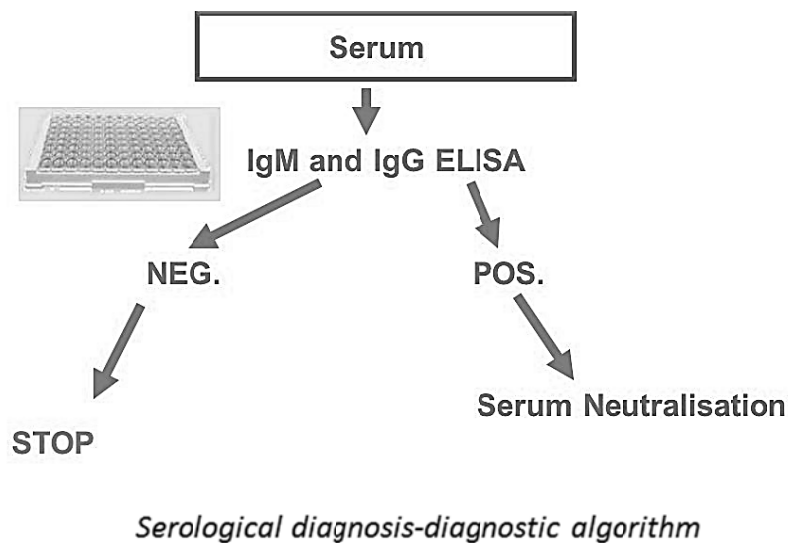 Serum
IgM and IgG ELISA
NEG.
POS.
Serum Neutralisation
STOP
Serological diagnosis-diagnostic algorithm